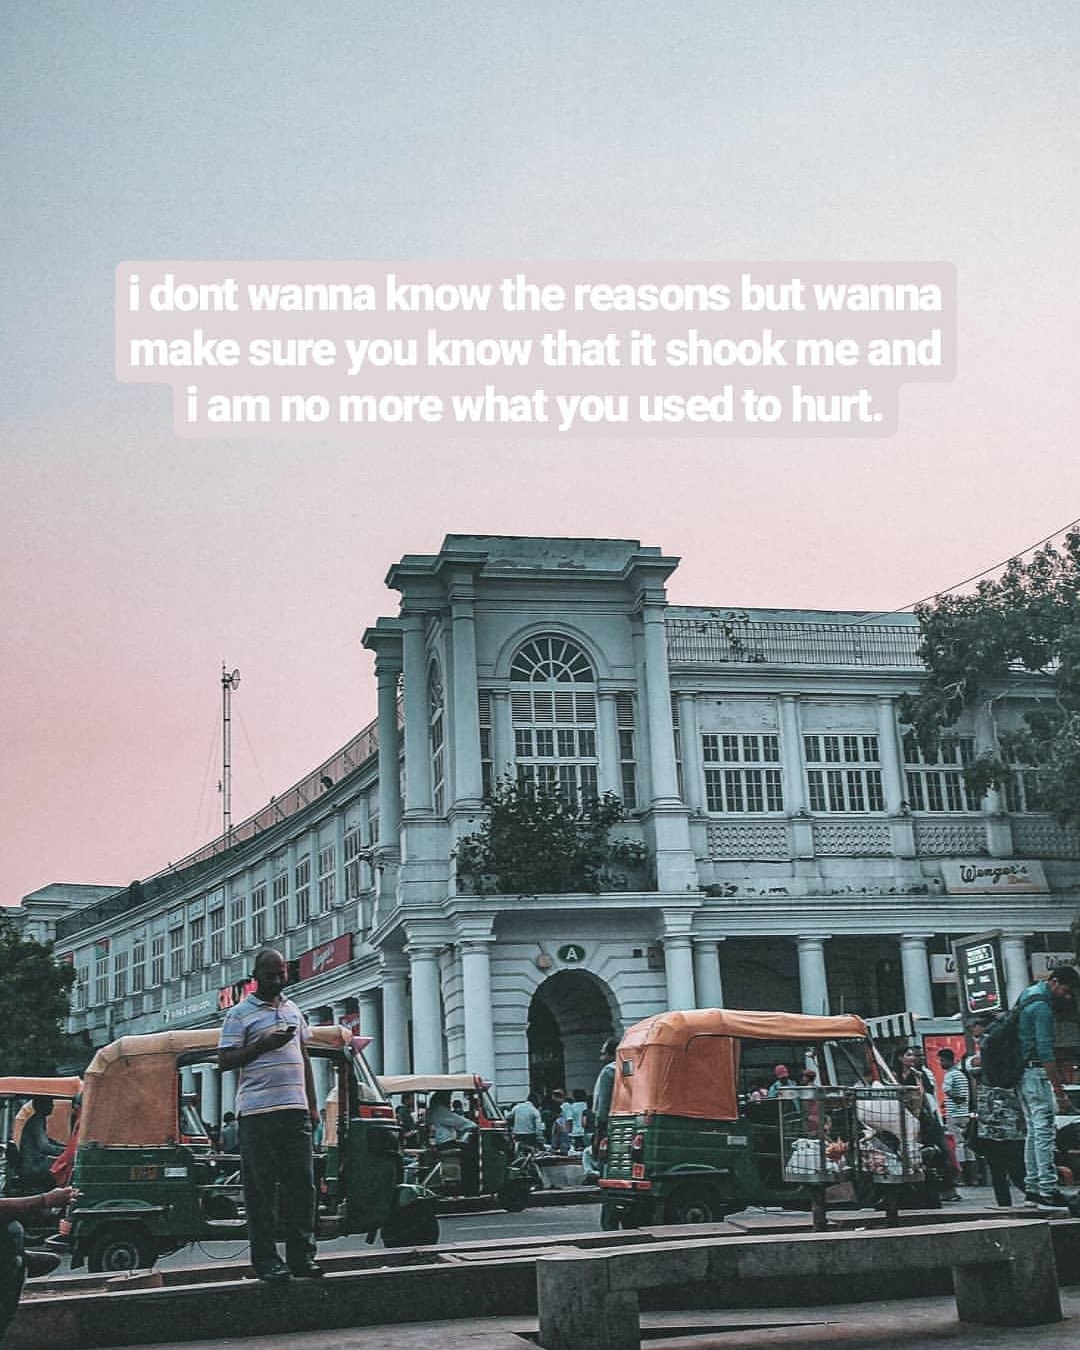 i dont wanna know the reasons but wanna
make sure you know that it shook me and
i am no more what you used to hurt.
Wenger's
A